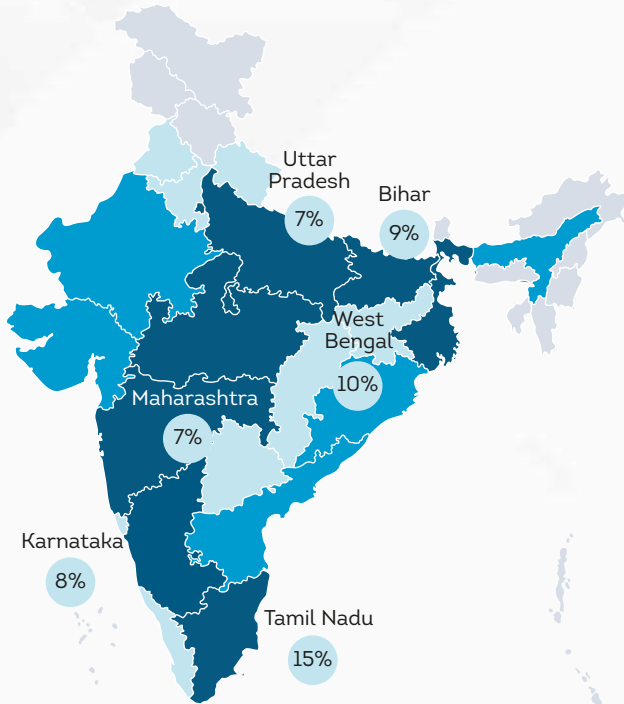 Uttar
Pradesh
7%
Bihar
9%
West
Bengal
10%
Maharashtra
7%
Karnataka
8%
Tamil Nadu
15%